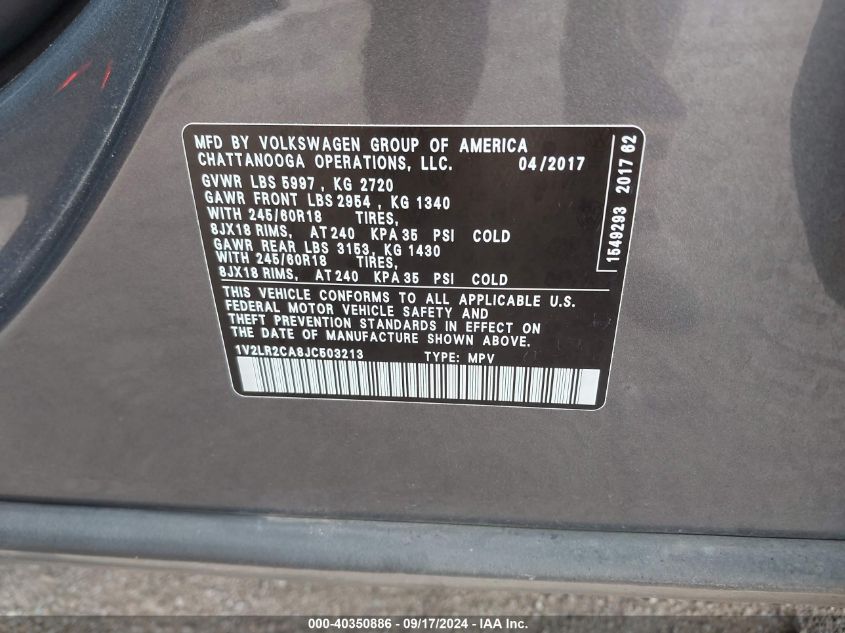 MFD BY VOLKSWAGEN GROUP OF AMERICA
CHATTANOOGA OPERATIONS, LLC. 04/2017
GVWR LBS 5997 , KG 2720
GAWR FRONT LBS 2954 , KG 1340
WITH 245/60R18 TIRES,
8JX18 RIMS, AT 240 KPA 35 PSI COLD
GAWR REAR LBS 3153, KG 1430
WITH 245/60R18 TIRES,
8JX18 RIMS, AT 240 KPA 35 PSI COLD
THIS VEHICLE CONFORMS TO ALL APPLICABLE U.S.
FEDERAL MOTOR VEHICLE SAFETY AND
THEFT PREVENTION STANDARDS IN EFFECT ON
THE DATE OF MANUFACTURE SHOWN ABOVE.
1V2LR2CA8JC503213 TYPE: MPV
1549293 2017 62
000-40350886 - 09/17/2024 - IAA Inc.